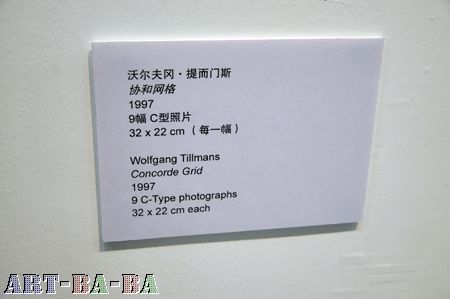 沃尔夫冈·提而门斯
协和网格
1997
9幅 C型照片
32 x 22 cm （每一幅）
Wolfgang Tillmans
Concorde Grid
1997
9 C-Type photographs
32 x 22 cm each
ART-BA-BA